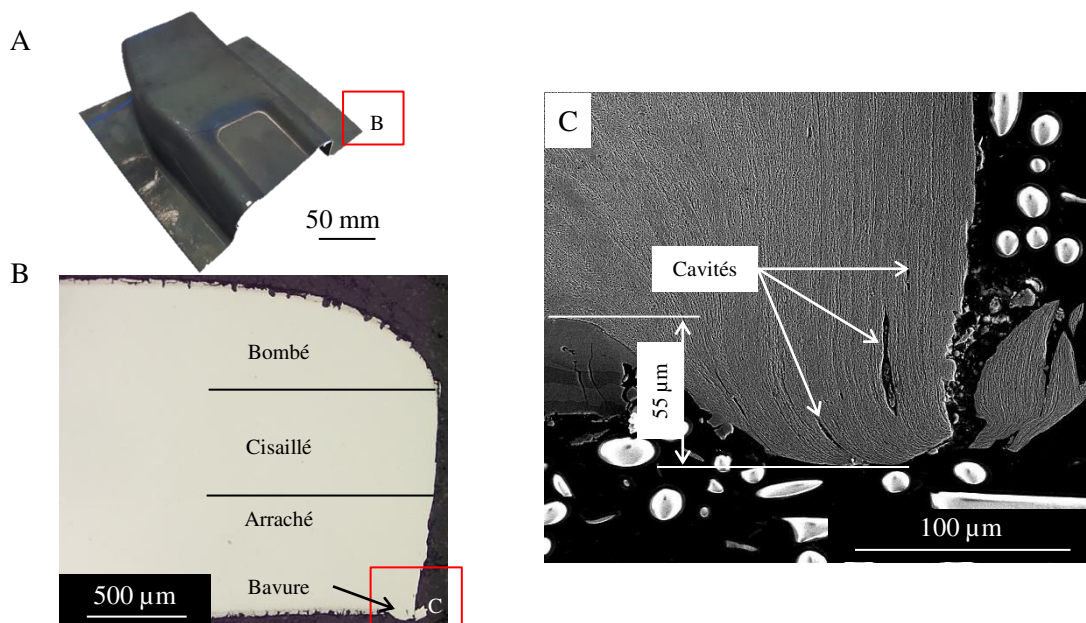 A
B
50 mm
B
Bombé
Cisaillé
Arraché
Bavure
C
500 µm
C
Cavités
55 µm
100 µm